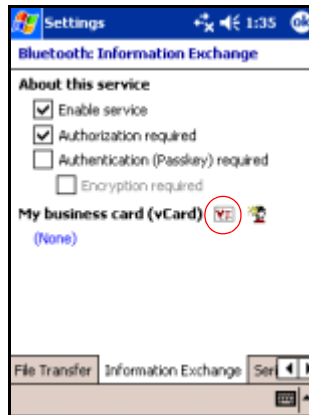 Settings 1:35 ok
Bluetooth: Information Exchange
About this service
Enable service
Authorization required
Authentication (Passkey) required
Encryption required
My business card (vCard)
(None)
File Transfer Information Exchange Seri